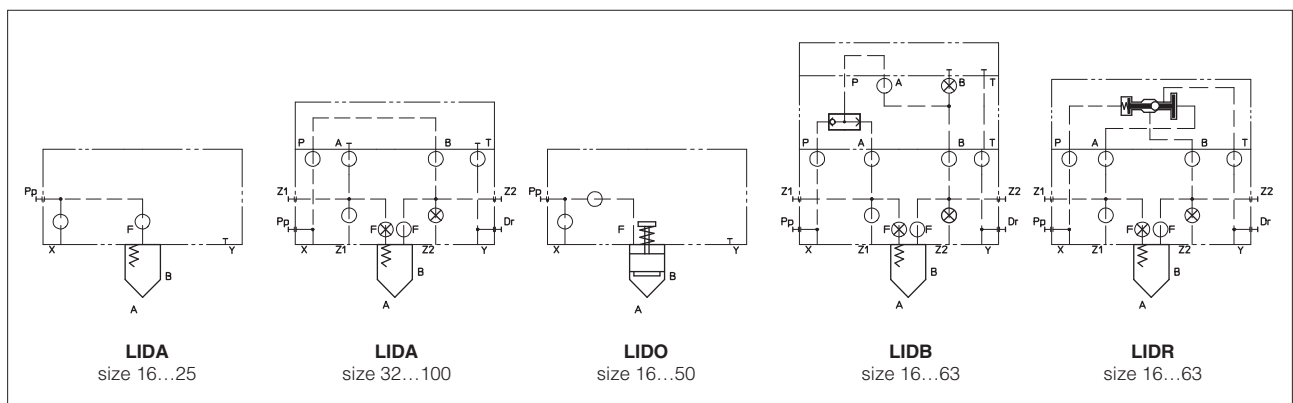 P A B
P A B T
P A B T
P A B T
Pp Z1 Z2 Pp Z1 Z2 Z1 Z2
F Pp F F Dr F Pp F F Dr Pp F F Dr
X Y X Z1 Z2 Y X Y X Z1 Z2 Y X Z1 Z2 Y
B B B B B
A A A A A
LIDA LIDA LIDO LIDB LIDR
size 16...25 size 32...100 size 16...50 size 16...63 size 16...63